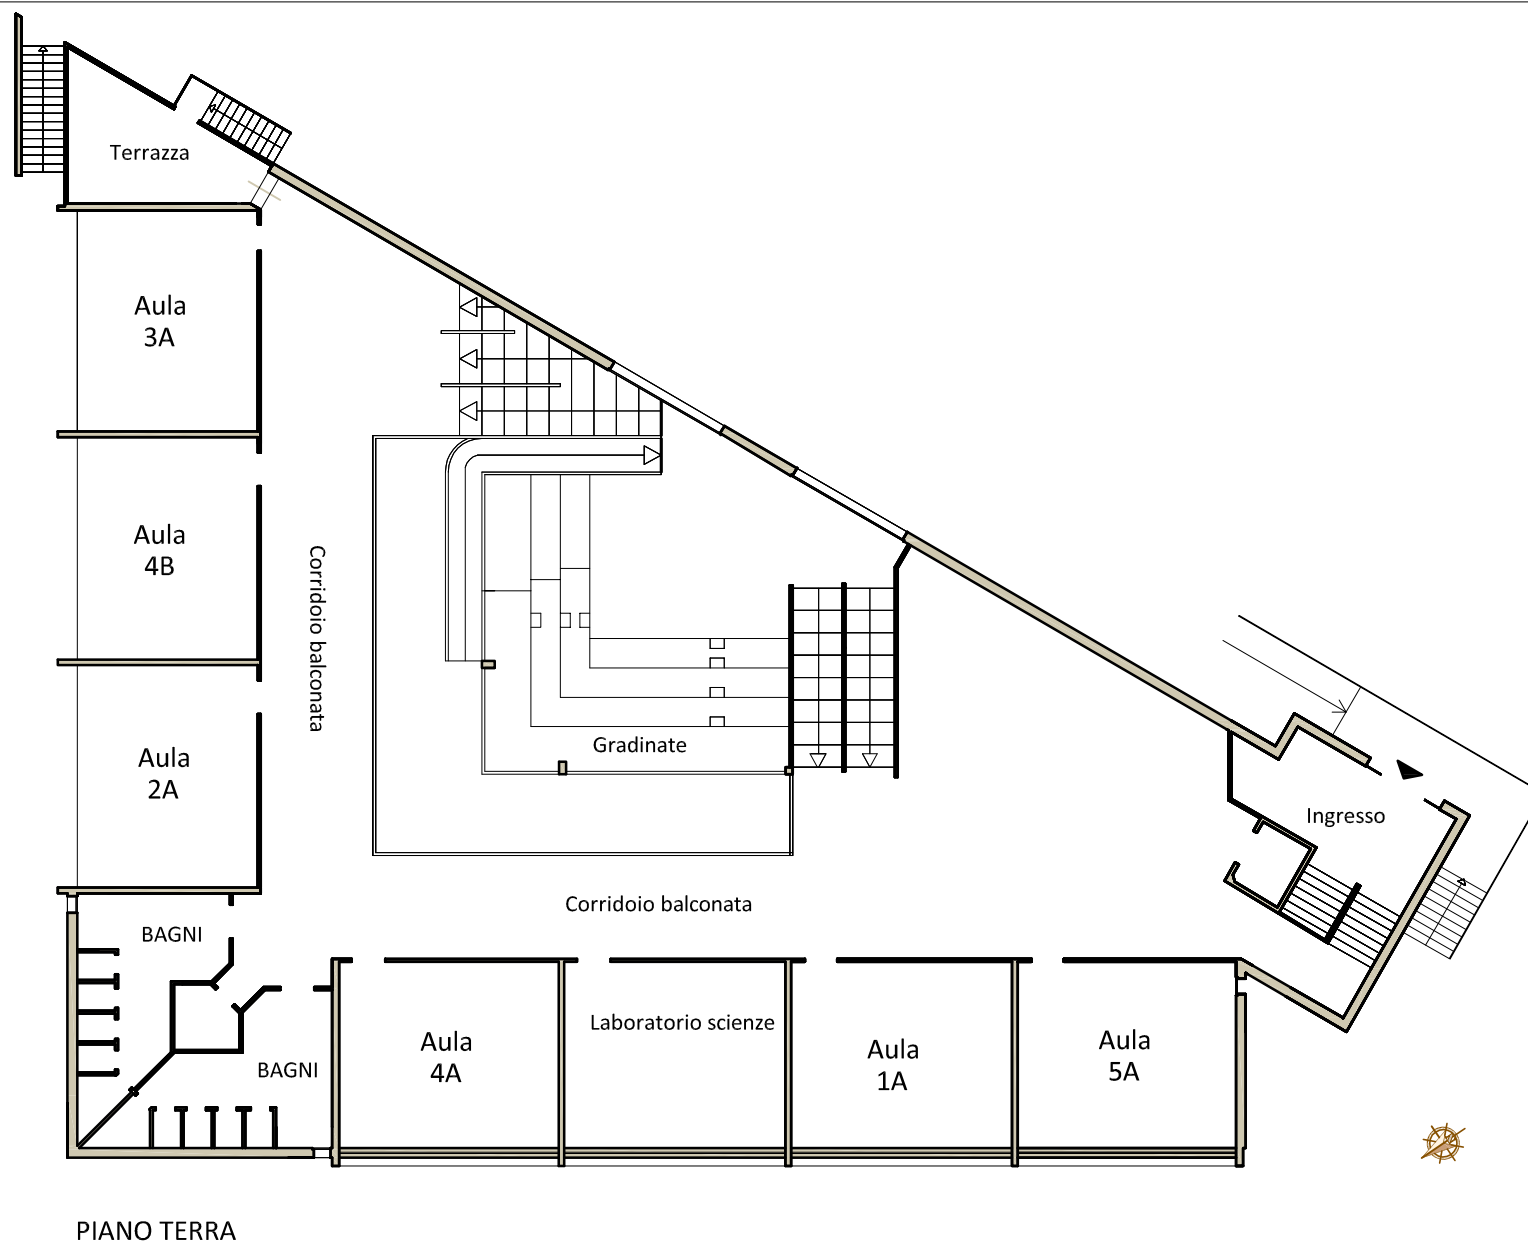 Terrazza
Aula
3A
Aula
4B
Corridoio balconata
Aula
2A
Gradinate
Ingresso
Corridoio balconata
BAGNI
Laboratorio scienze
Aula
4A
Aula
1A
Aula
5A
BAGNI
PIANO TERRA